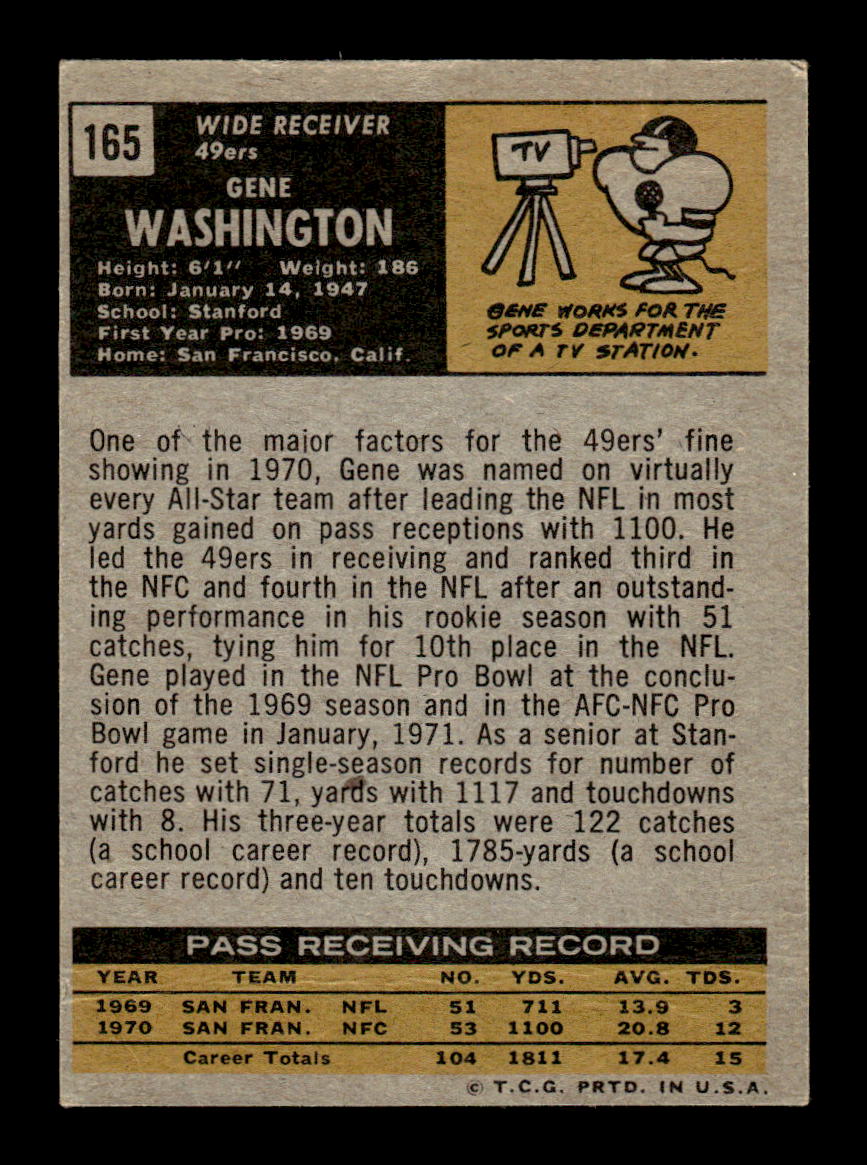 165
WIDE RECEIVER
49ers
GENE
WASHINGTON
Height: 6'1" Weight: 186
Born: January 14, 1947
School: Stanford
First Year Pro: 1969
Home: San Francisco, Calif.
TV
GENE WORKS FOR THE
SPORTS DEPARTMENT
OF A TV STATION.
One of the major factors for the 49ers' fine
showing in 1970, Gene was named on virtually
every All-Star team after leading the NFL in most
yards gained on pass receptions with 1100. He
led the 49ers in receiving and ranked third in
the NFC and fourth in the NFL after an outstand-
ing performance in his rookie season with 51
catches, tying him for 10th place in the NFL.
Gene played in the NFL Pro Bowl at the conclu-
sion of the 1969 season and in the AFC-NFC Pro
Bowl game in January, 1971. As a senior at Stan-
ford he set single-season records for number of
catches with 71, yards with 1117 and touchdowns
with 8. His three-year totals were 122 catches
(a school career record), 1785-yards (a school
career record) and ten touchdowns.
PASS RECEIVING RECORD
YEAR TEAM NO. YDS. AVG. TDS.
1969 SAN FRAN. NFL 51 711 13.9 3
1970 SAN FRAN. NFC 53 1100 20.8 12
Career Totals 104 1811 17.4 15
© T.C.G. PRTD. IN U.S.A.